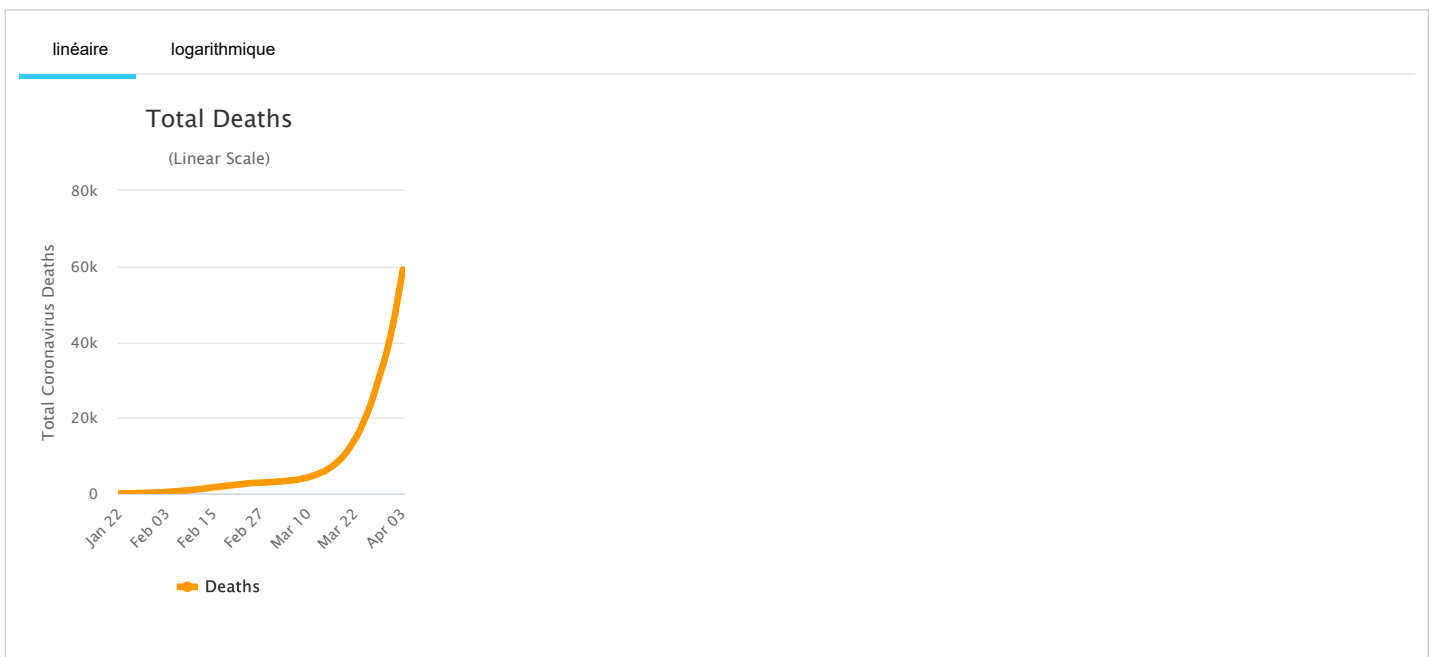 linéaire logarithmique
Total Deaths
(Linear Scale)
Total Coronavirus Deaths
80k
60k
40k
20k
0
Jan 22 Feb 03 Feb 15 Feb 27 Mar 10 Mar 22 Apr 03
Deaths